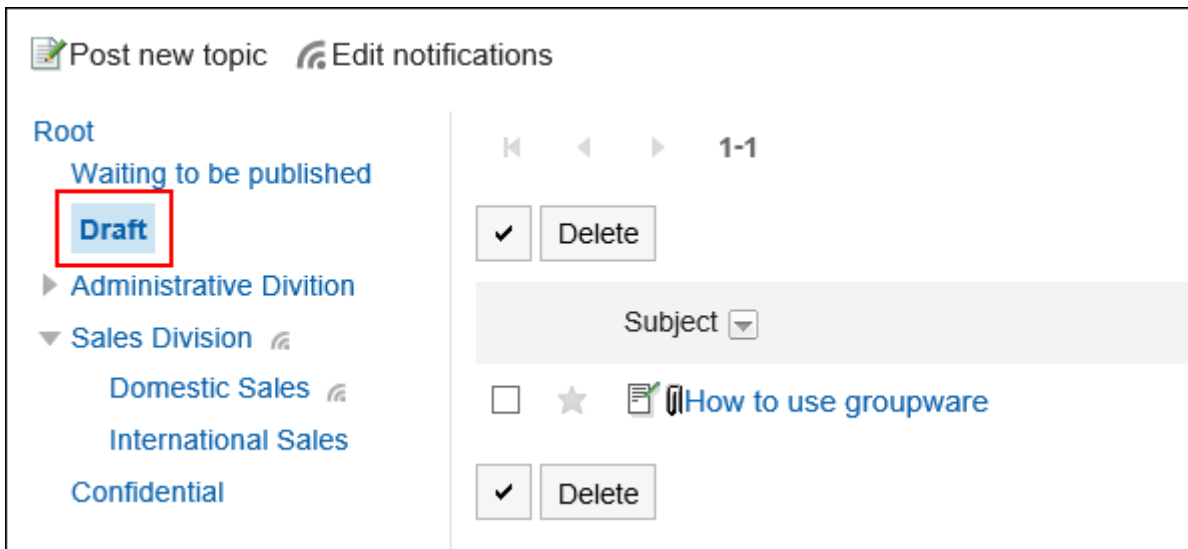 Post new topic Edit notifications
Root
Waiting to be published
Draft
Administrative Divition
Sales Division
Domestic Sales
International Sales
Confidential
1-1
Delete
Subject
How to use groupware
Delete